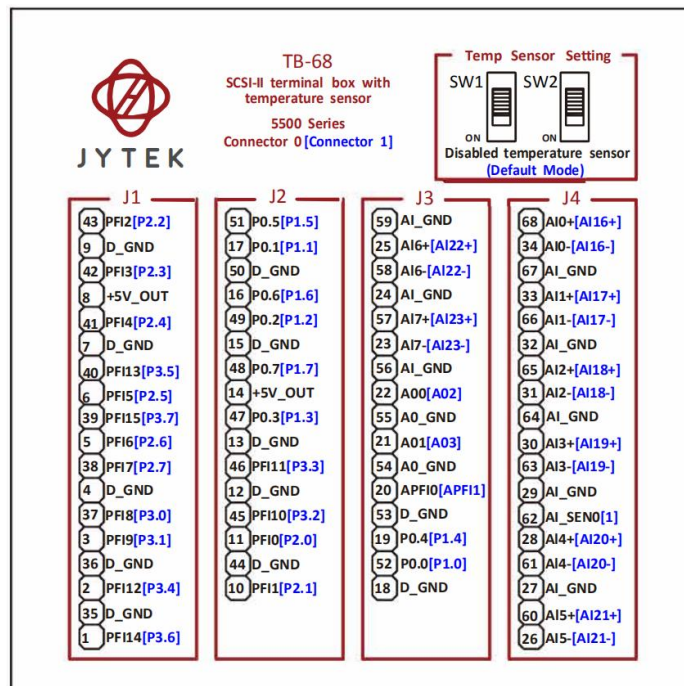 JYTEK
TB-68
SCSI-II terminal box with
temperature sensor
5500 Series
Connector 0[Connector 1]
Temp Sensor Setting
SW1 SW2
ON ON
Disabled temperature sensor
(Default Mode)
J1
43 PFI2[P2.2]
9 D_GND
42 PFI3[P2.3]
8 +5V_OUT
41 PFI4[P2.4]
7 D_GND
40 PFI13[P3.5]
6 PFI5[P2.5]
39 PFI15[P3.7]
5 PFI6[P2.6]
38 PFI7[P2.7]
4 D_GND
37 PFI8[P3.0]
3 PFI9[P3.1]
36 D_GND
2 PFI12[P3.4]
35 D_GND
1 PFI14[P3.6]
J2
51 P0.5[P1.5]
17 P0.1[P1.1]
50 D_GND
16 P0.6[P1.6]
49 P0.2[P1.2]
15 D_GND
48 P0.7[P1.7]
14 +5V_OUT
47 P0.3[P1.3]
13 D_GND
46 PFI11[P3.3]
12 D_GND
45 PFI10[P3.2]
11 PFI0[P2.0]
44 D_GND
10 PFI1[P2.1]
J3
59 AI_GND
25 AI6+[AI22+]
58 AI6-[AI22-]
24 AI_GND
57 AI7+[AI23+]
23 AI7-[AI23-]
56 AI_GND
22 A00[A02]
55 A0_GND
21 A01[A03]
54 A0_GND
20 APFI0[APFI1]
53 D_GND
19 P0.4[P1.4]
52 P0.0[P1.0]
18 D_GND
J4
68 AI0+[AI16+]
34 AI0-[AI16-]
67 AI_GND
33 AI1+[AI17+]
66 AI1-[AI17-]
32 AI_GND
65 AI2+[AI18+]
31 AI2-[AI18-]
64 AI_GND
30 AI3+[AI19+]
63 AI3-[AI19-]
29 AI_GND
62 AI_SEN0[1]
28 AI4+[AI20+]
61 AI4-[AI20-]
27 AI_GND
60 AI5+[AI21+]
26 AI5-[AI21-]